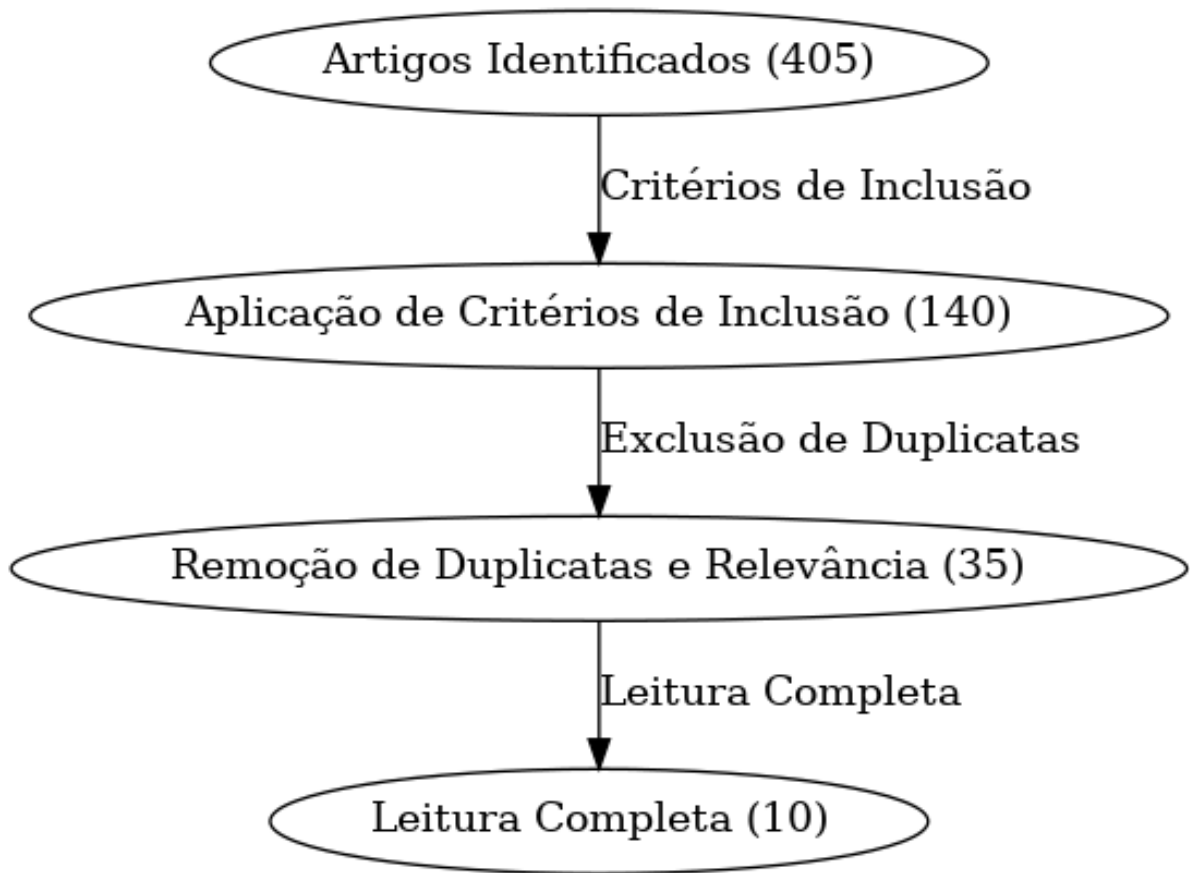 Artigos Identificados (405)
Critérios de Inclusão
Aplicação de Critérios de Inclusão (140)
Exclusão de Duplicatas
Remoção de Duplicatas e Relevância (35)
Leitura Completa
Leitura Completa (10)